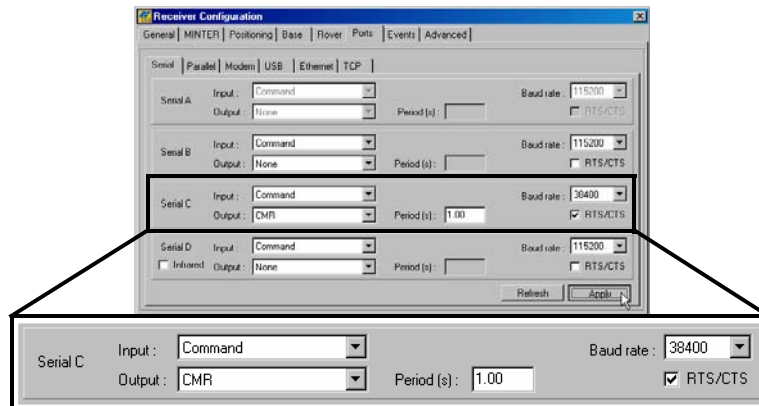 Receiver Configuration
General MINTER Positioning Base Rover Ports Events Advanced
Serial Parallel Modem USB Ethernet TCP
Serial A Input : Command Baud rate : 115200
Output : None Period (s) : RTS/CTS
Serial B Input : Command Baud rate : 115200
Output : None Period (s) : RTS/CTS
Serial C Input : Command Baud rate : 38400
Output : CMR Period (s) : 1.00 RTS/CTS
Serial D Input : Command Baud rate : 115200
Infrared Output : None Period (s) : RTS/CTS
Refresh Apply
Serial C Input : Command Baud rate : 38400
Output : CMR Period (s) : 1.00 RTS/CTS